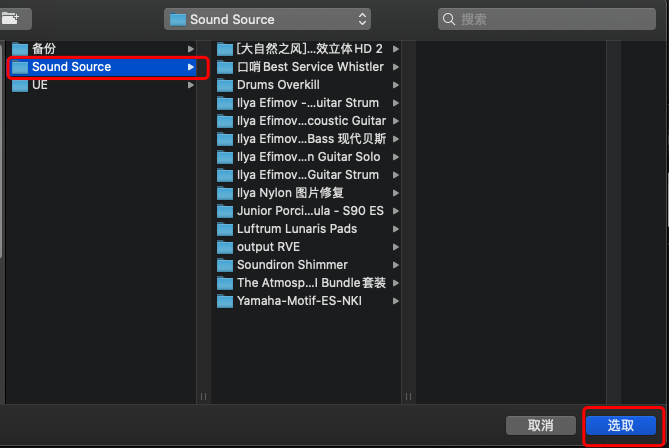 Sound Source
搜索
备份
Sound Source
UE
[大自然之风]...效立体HD 2
口哨Best Service Whistler
Drums Overkill
Ilya Efimov -...uitar Strum
Ilya Efimov...coustic Guitar
Ilya Efimov...Bass 现代贝斯
Ilya Efimov...n Guitar Solo
Ilya Efimov...Guitar Strum
Ilya Nylon 图片修复
Junior Porci...ula - S90 ES
Luftrum Lunaris Pads
output RVE
Soundiron Shimmer
The Atmosp...l Bundle套装
Yamaha-Motif-ES-NKI
取消
选取